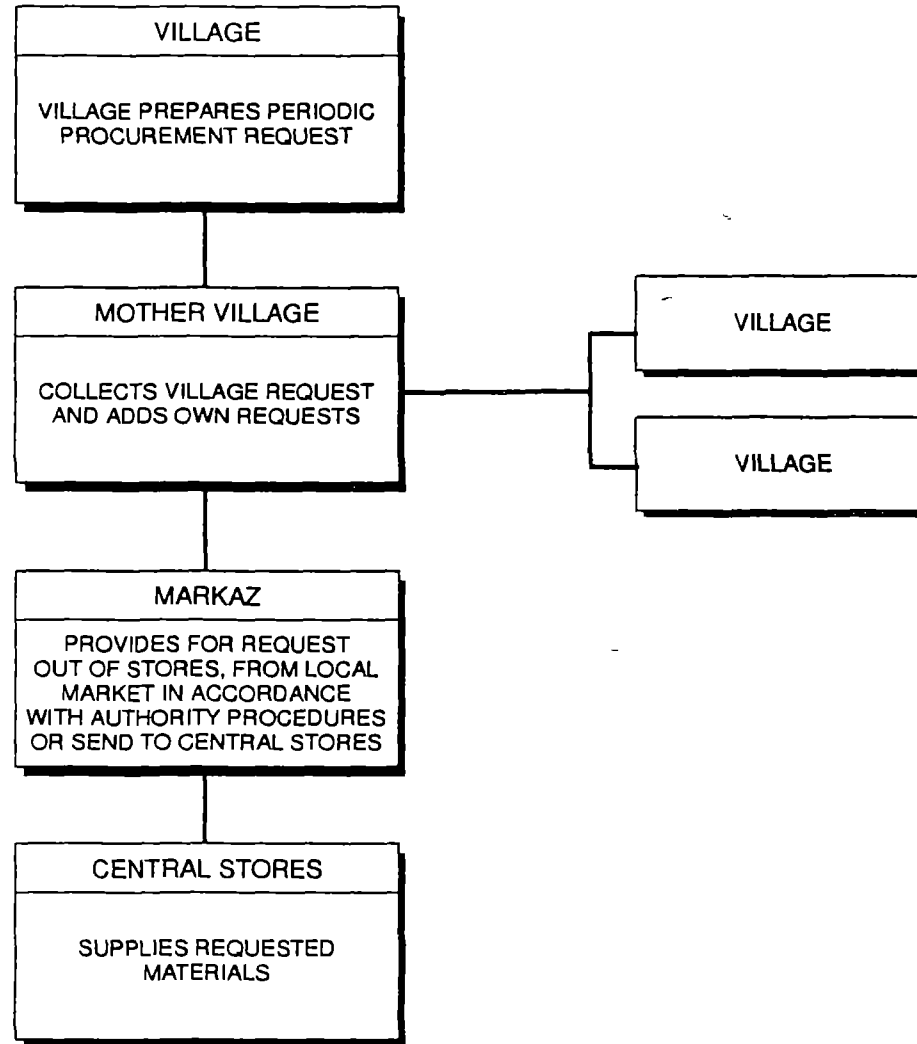 VILLAGE
VILLAGE PREPARES PERIODIC
PROCUREMENT REQUEST
MOTHER VILLAGE
COLLECTS VILLAGE REQUEST
AND ADDS OWN REQUESTS
VILLAGE
VILLAGE
MARKAZ
PROVIDES FOR REQUEST
OUT OF STORES, FROM LOCAL
MARKET IN ACCORDANCE
WITH AUTHORITY PROCEDURES
OR SEND TO CENTRAL STORES
CENTRAL STORES
SUPPLIES REQUESTED
MATERIALS